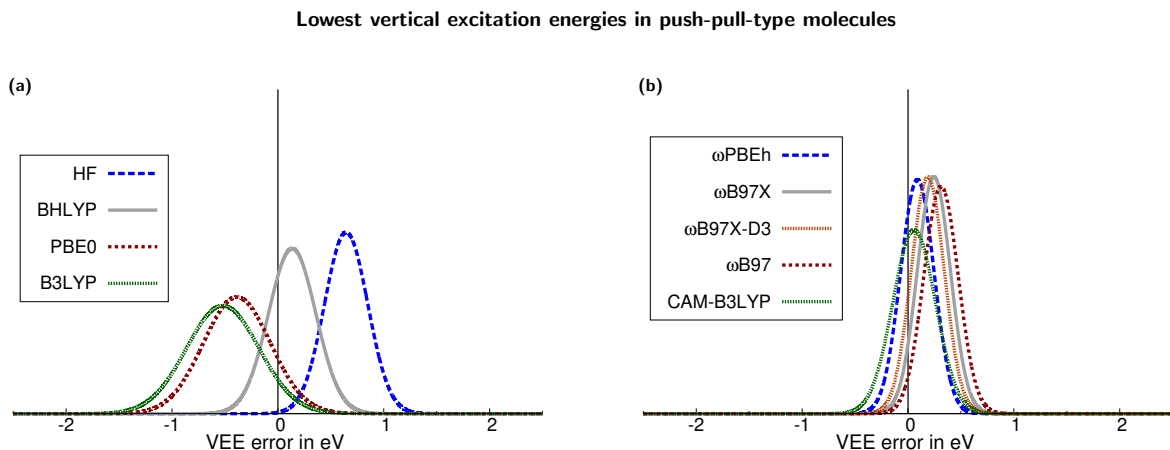 Lowest vertical excitation energies in push-pull-type molecules
(a)
HF
BHLYP
PBE0
B3LYP
-2 -1 0 1 2
VEE error in eV
(b)
ωPBEh
ωB97X
ωB97X-D3
ωB97
CAM-B3LYP
-2 -1 0 1 2
VEE error in eV